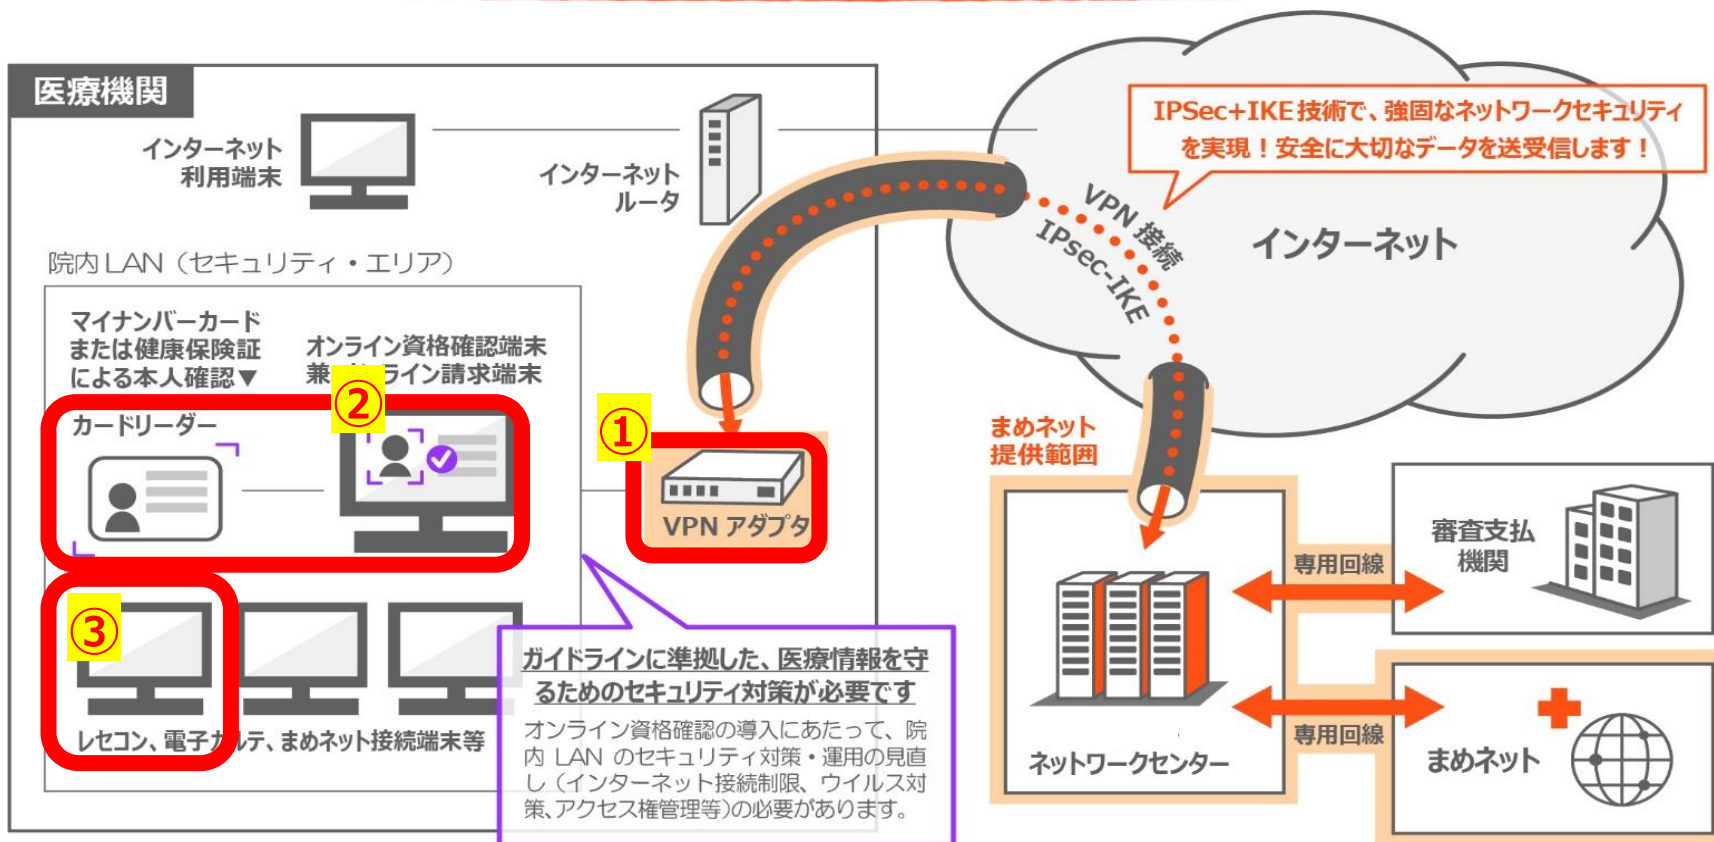 医療機関
インターネット
利用端末
インターネット
ルータ
IPSec+IKE技術で、強固なネットワークセキュリティ
を実現！安全に大切なデータを送受信します！
VPN 接続
IPsec-IKE
インターネット
院内 LAN（セキュリティ・エリア）
マイナンバーカード
または健康保険証
による本人確認▼
オンライン資格確認端末
兼 ライン請求端末
②
カードリーダー
①
VPN アダプタ
③
レセコン、電子カルテ、まめネット接続端末等
ガイドラインに準拠した、医療情報を守
るためのセキュリティ対策が必要です
オンライン資格確認の導入にあたって、院
内 LAN のセキュリティ対策・運用の見直
し（インターネット接続制限、ウイルス対
策、アクセス権管理等）の必要があります。
まめネット
提供範囲
ネットワークセンター
専用回線
審査支払
機関
専用回線
まめネット